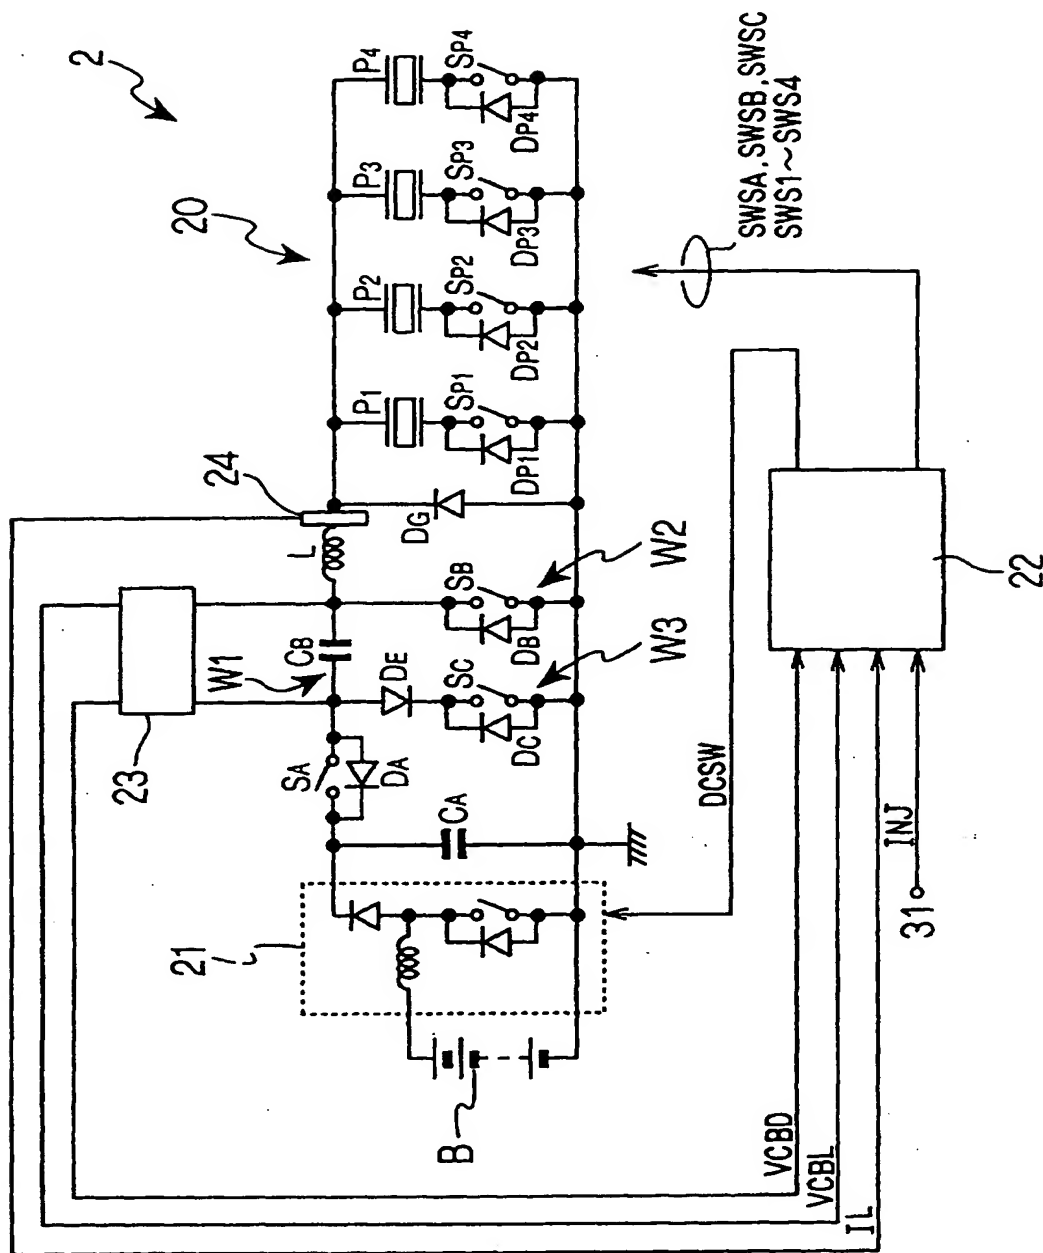 2
20
P1
P2
P3
P4
SP1
SP2
SP3
SP4
DP1
DP2
DP3
DP4
24
L
DG
23
W1
CB
SB
DB
W2
DE
SC
DC
W3
SA
DA
CA
21
B
DCSW
SWSA, SWSB, SWSC
SWS1~SWS4
22
VCBD
VCBL
IL
INJ
31